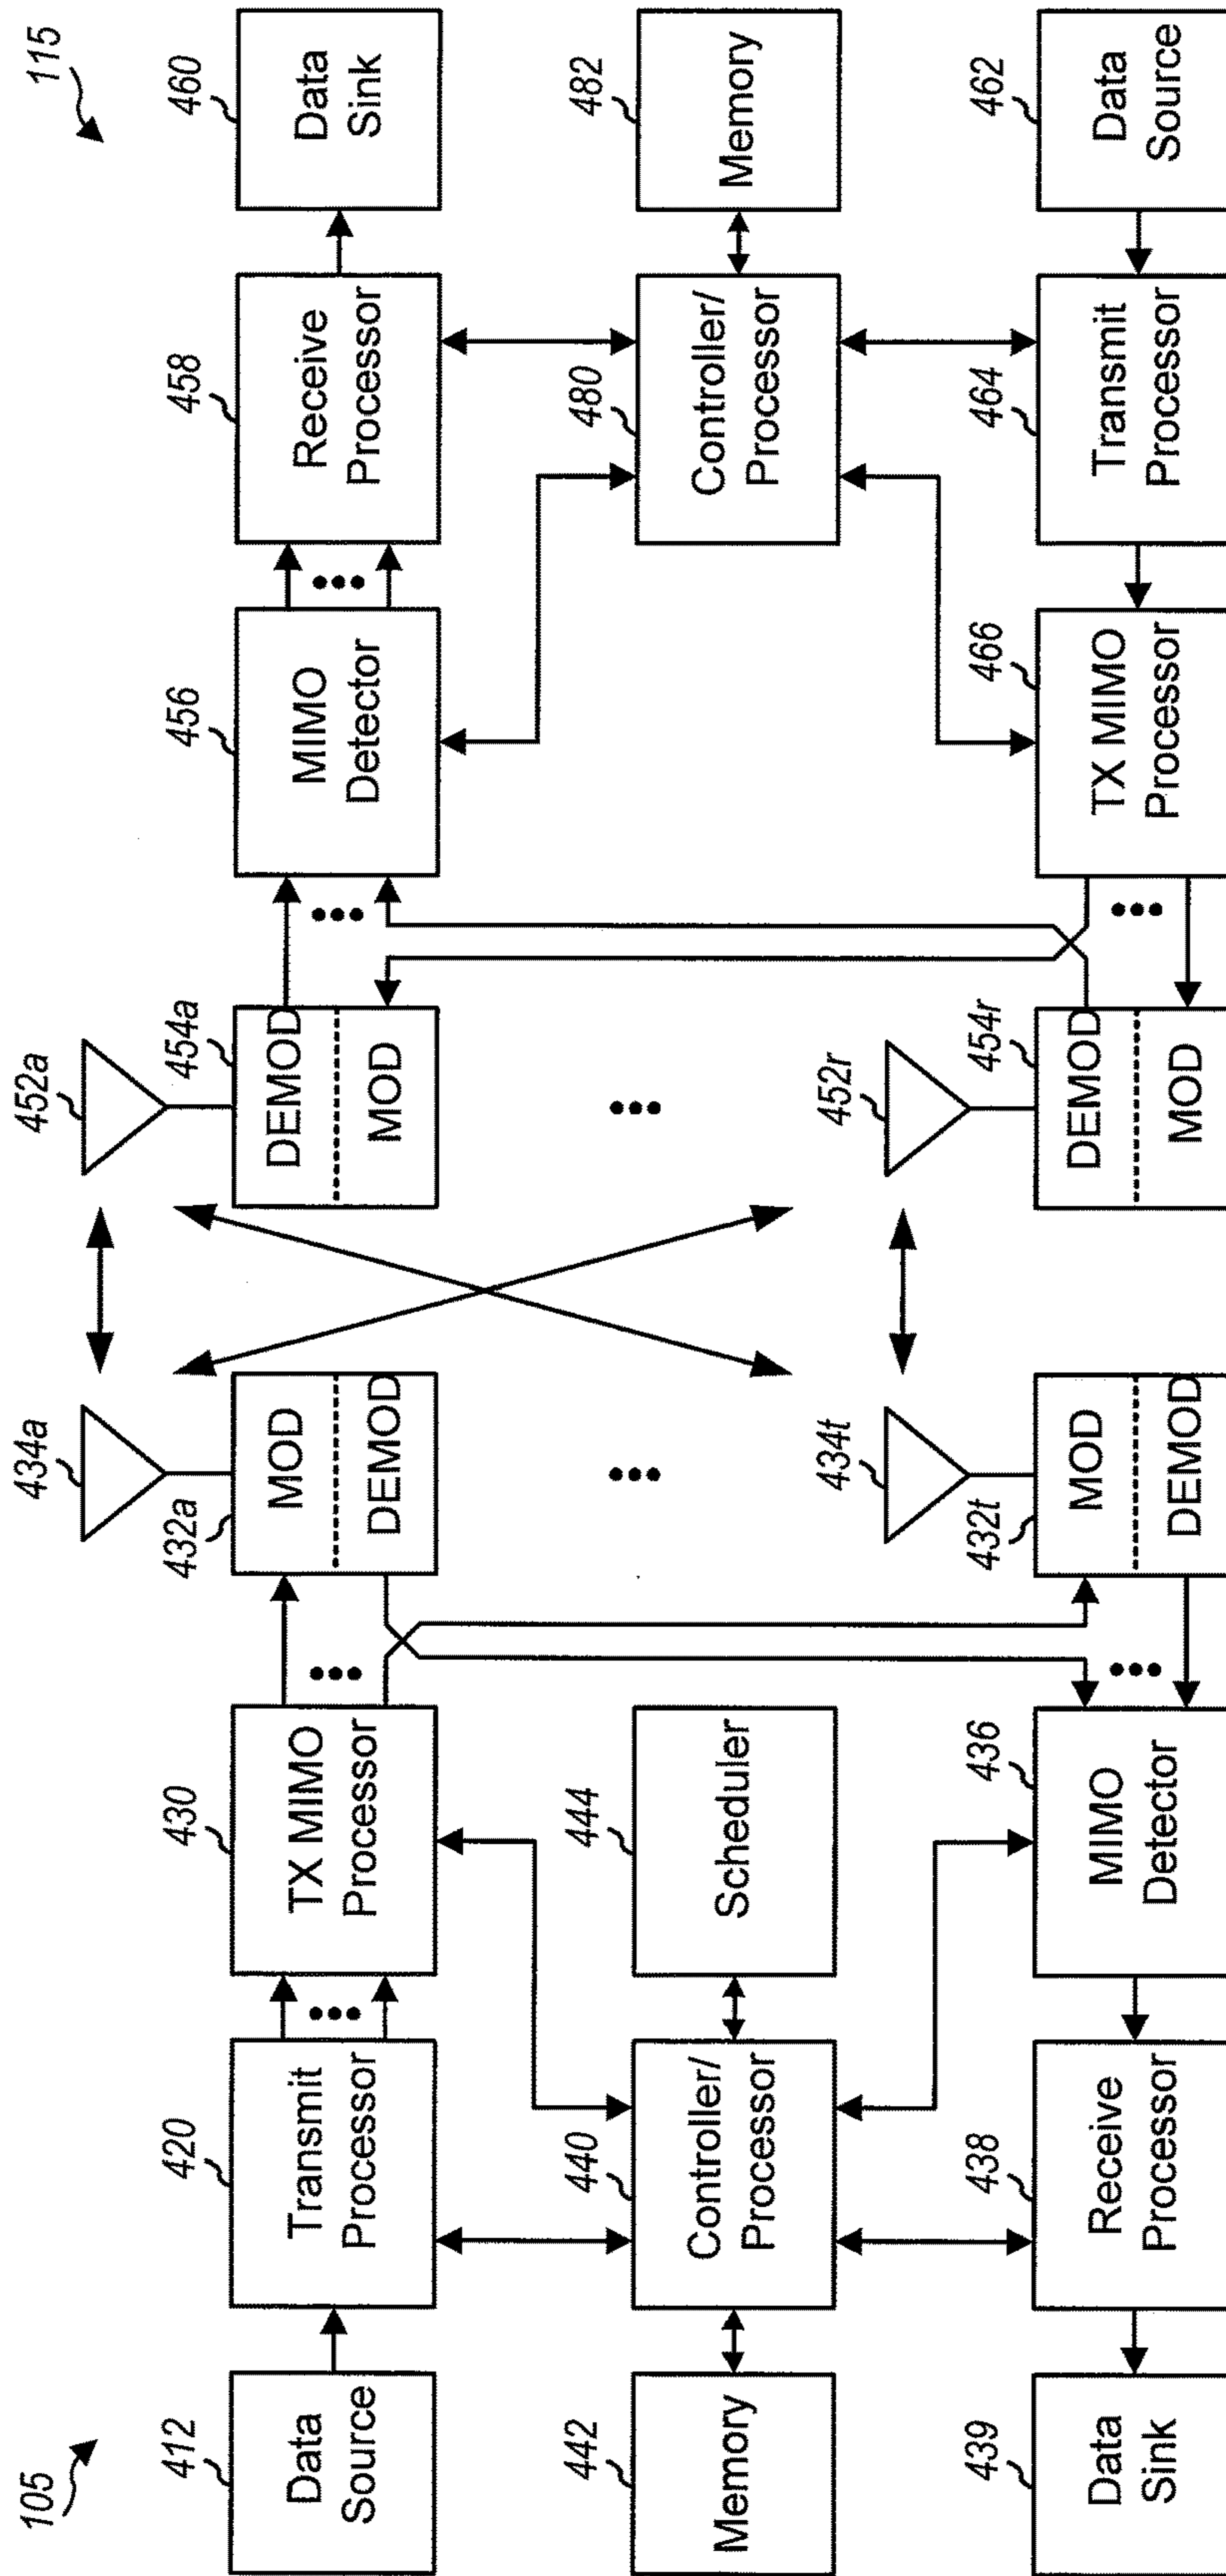 105
412
Data
Source
420
Transmit
Processor
430
TX MIMO
Processor
432a
MOD
DEMOD
434a
452a
454a
DEMOD
MOD
456
MIMO
Detector
458
Receive
Processor
460
Data
Sink
115
442
Memory
440
Controller/
Processor
444
Scheduler
480
Controller/
Processor
482
Memory
439
Data
Sink
438
Receive
Processor
436
MIMO
Detector
432t
MOD
DEMOD
434t
452r
454r
DEMOD
MOD
466
TX MIMO
Processor
464
Transmit
Processor
462
Data
Source